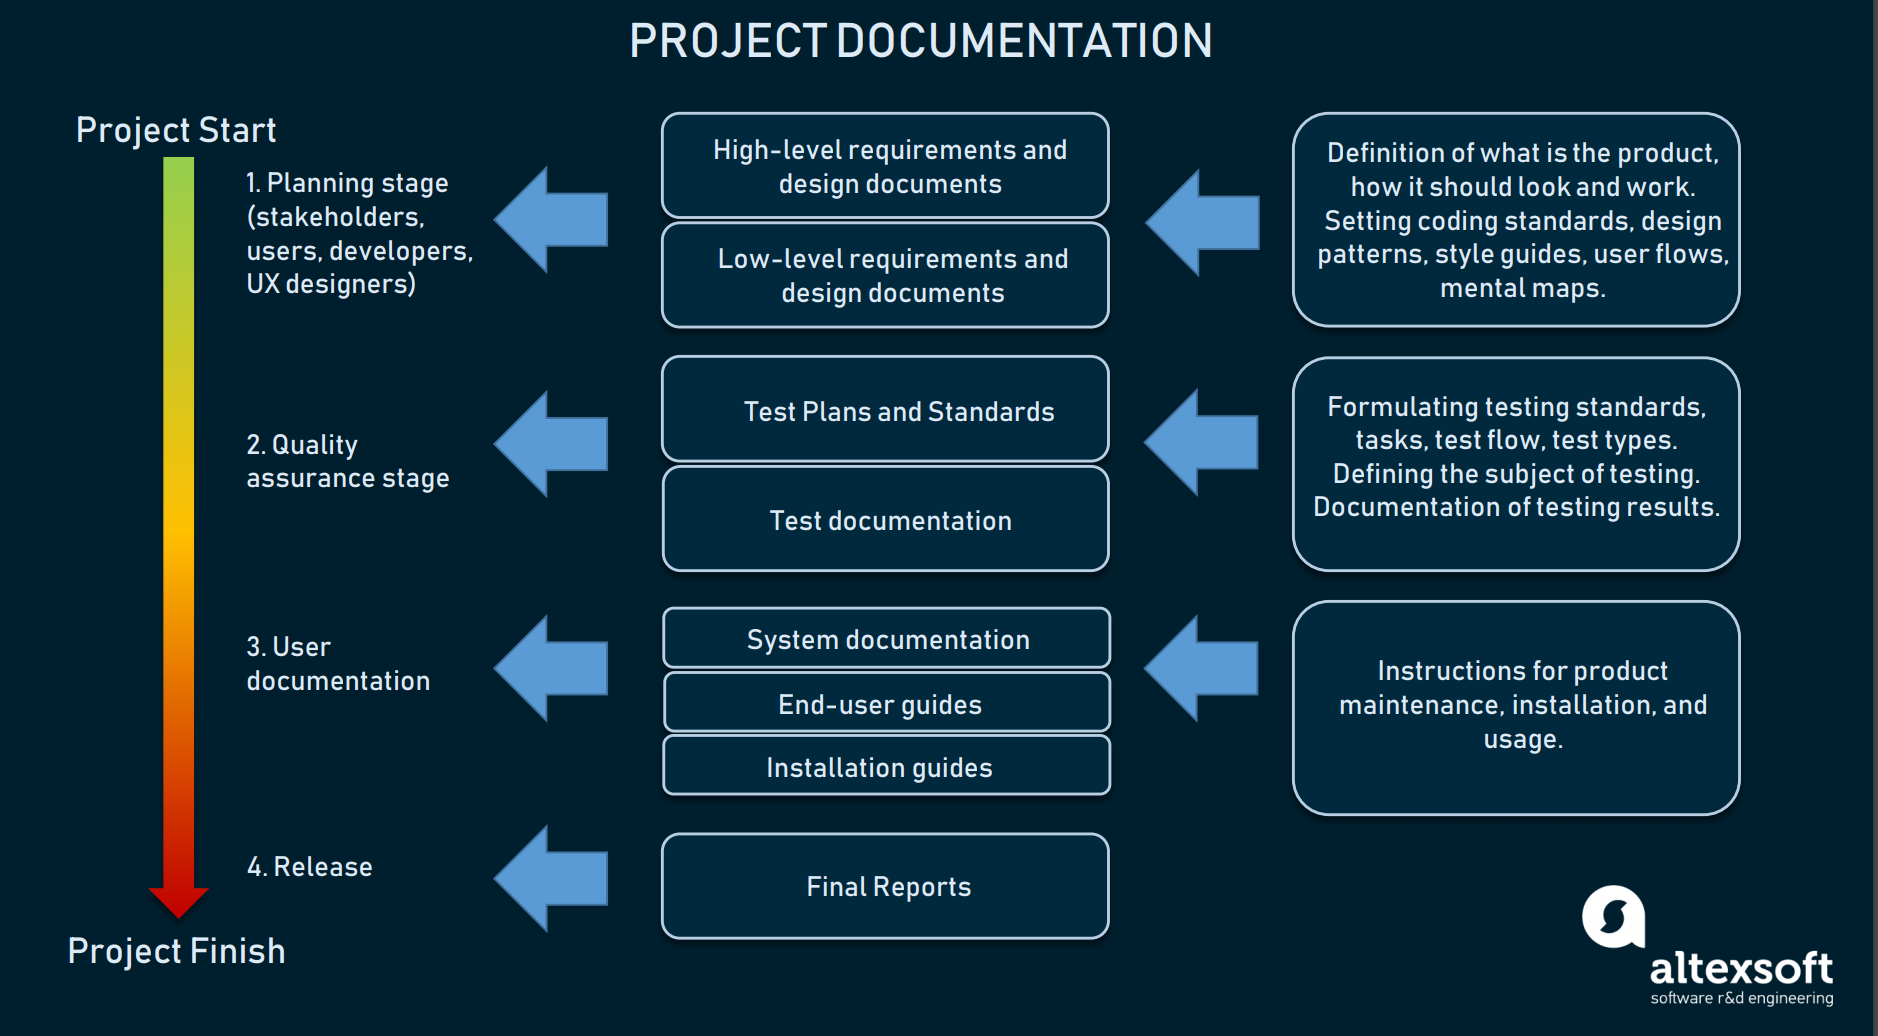 PROJECT DOCUMENTATION
Project Start
1. Planning stage
(stakeholders,
users, developers,
UX designers)
High-level requirements and
design documents
Low-level requirements and
design documents
Definition of what is the product,
how it should look and work.
Setting coding standards, design
patterns, style guides, user flows,
mental maps.
2. Quality
assurance stage
Test Plans and Standards
Test documentation
Formulating testing standards,
tasks, test flow, test types.
Defining the subject of testing.
Documentation of testing results.
3. User
documentation
System documentation
End-user guides
Installation guides
Instructions for product
maintenance, installation, and
usage.
4. Release
Final Reports
Project Finish
altexsoft
software r&d engineering